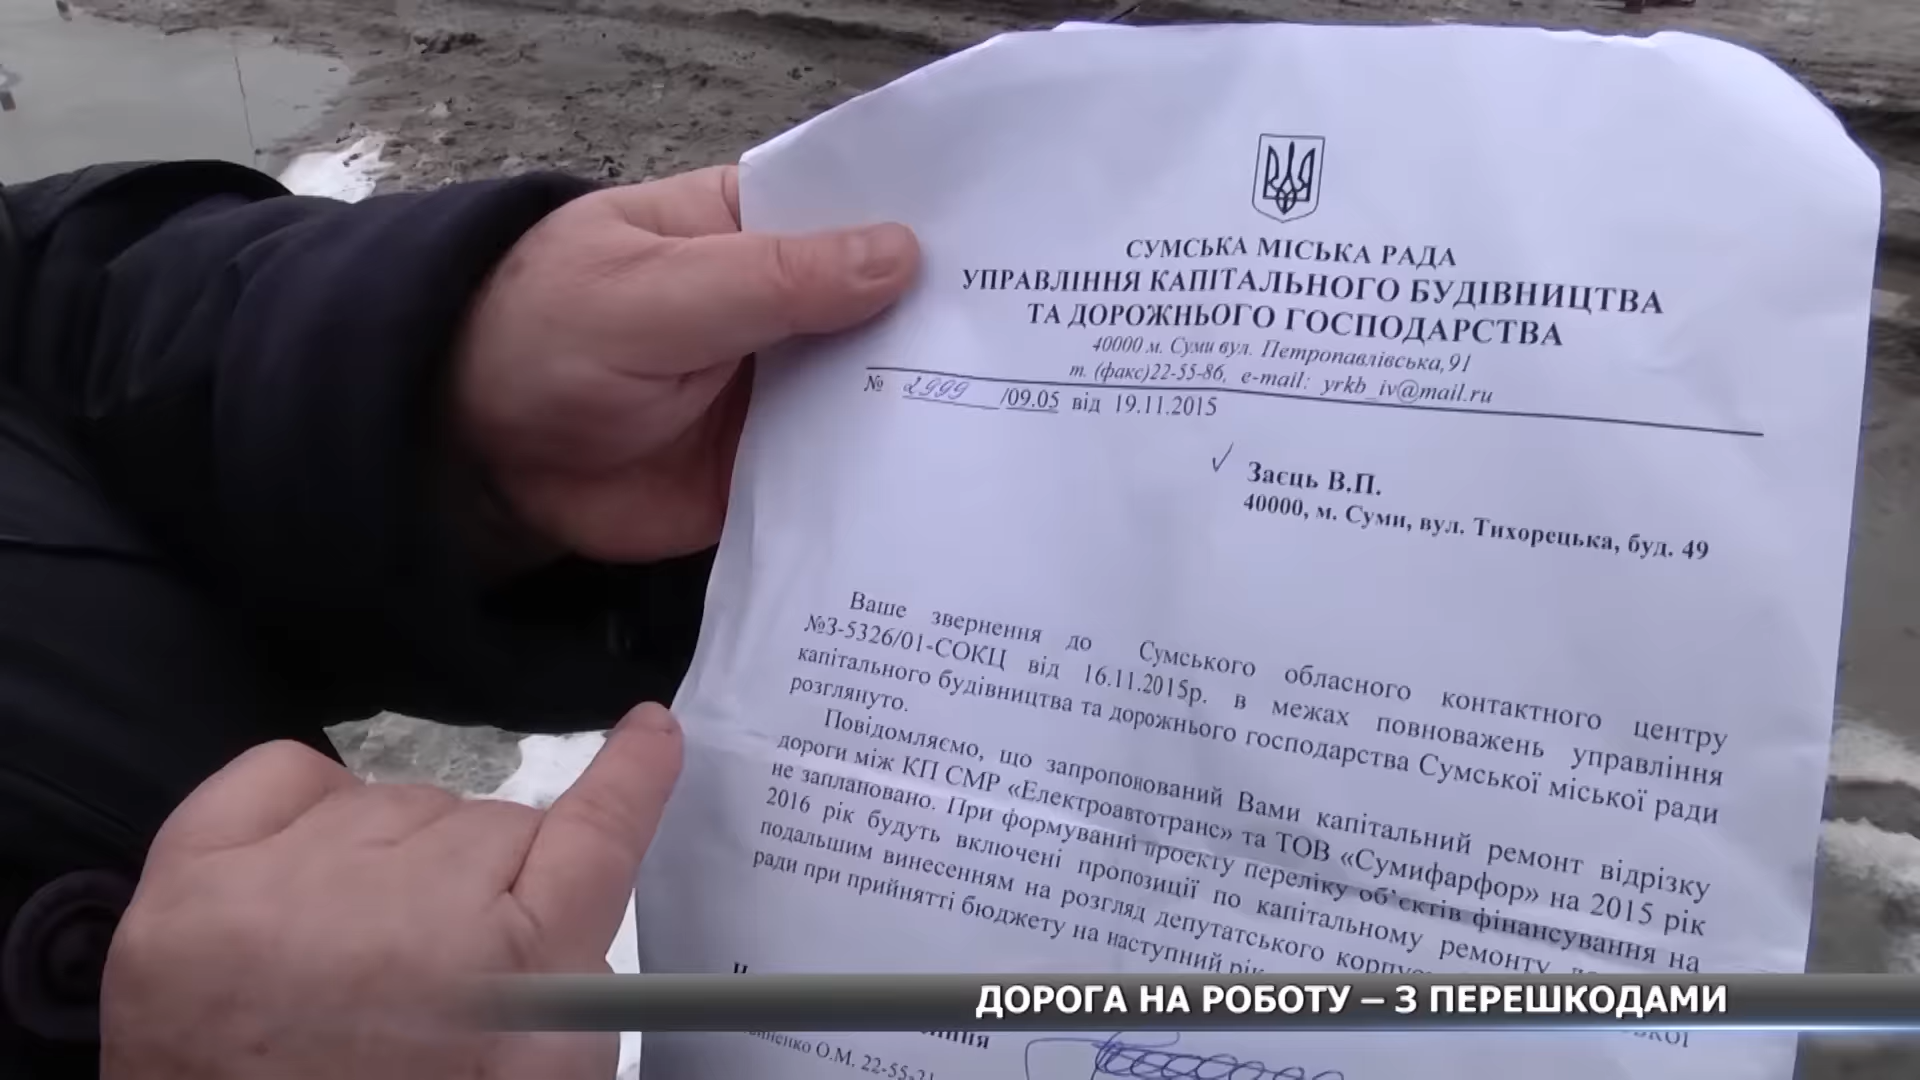 СУМСЬКА МІСЬКА РАДА
УПРАВЛІННЯ КАПІТАЛЬНОГО БУДІВНИЦТВА
ТА ДОРОЖНЬОГО ГОСПОДАРСТВА
40000 м. Суми вул. Петропавлівська,91
т. (факс)22-55-86, e-mail: yrkb_iv@mail.ru
№ 2999 /09.05 від 19.11.2015
✓ Заєць В.П.
40000, м. Суми, вул. Тихорецька, буд. 49
Ваше звернення до Сумського обласного контактного центру
№З-5326/01-СОКЦ від 16.11.2015р. в межах повноважень управління
капітального будівництва та дорожнього господарства Сумської міської ради
розглянуто.
Повідомляємо, що запропонований Вами капітальний ремонт відрізку
дороги між КП СМР «Електроавтотранс» та ТОВ «Сумифарфор» на 2015 рік
не заплановано. При формуванні проекту переліку об'єктів фінансування на
2016 рік будуть включені пропозиції по капітальному ремонту
подальшим винесенням на розгляд депутатського
ради при прийнятті бюджету на наступний рік
ДОРОГА НА РОБОТУ – З ПЕРЕШКОДАМИ
О.М. 22-55-21